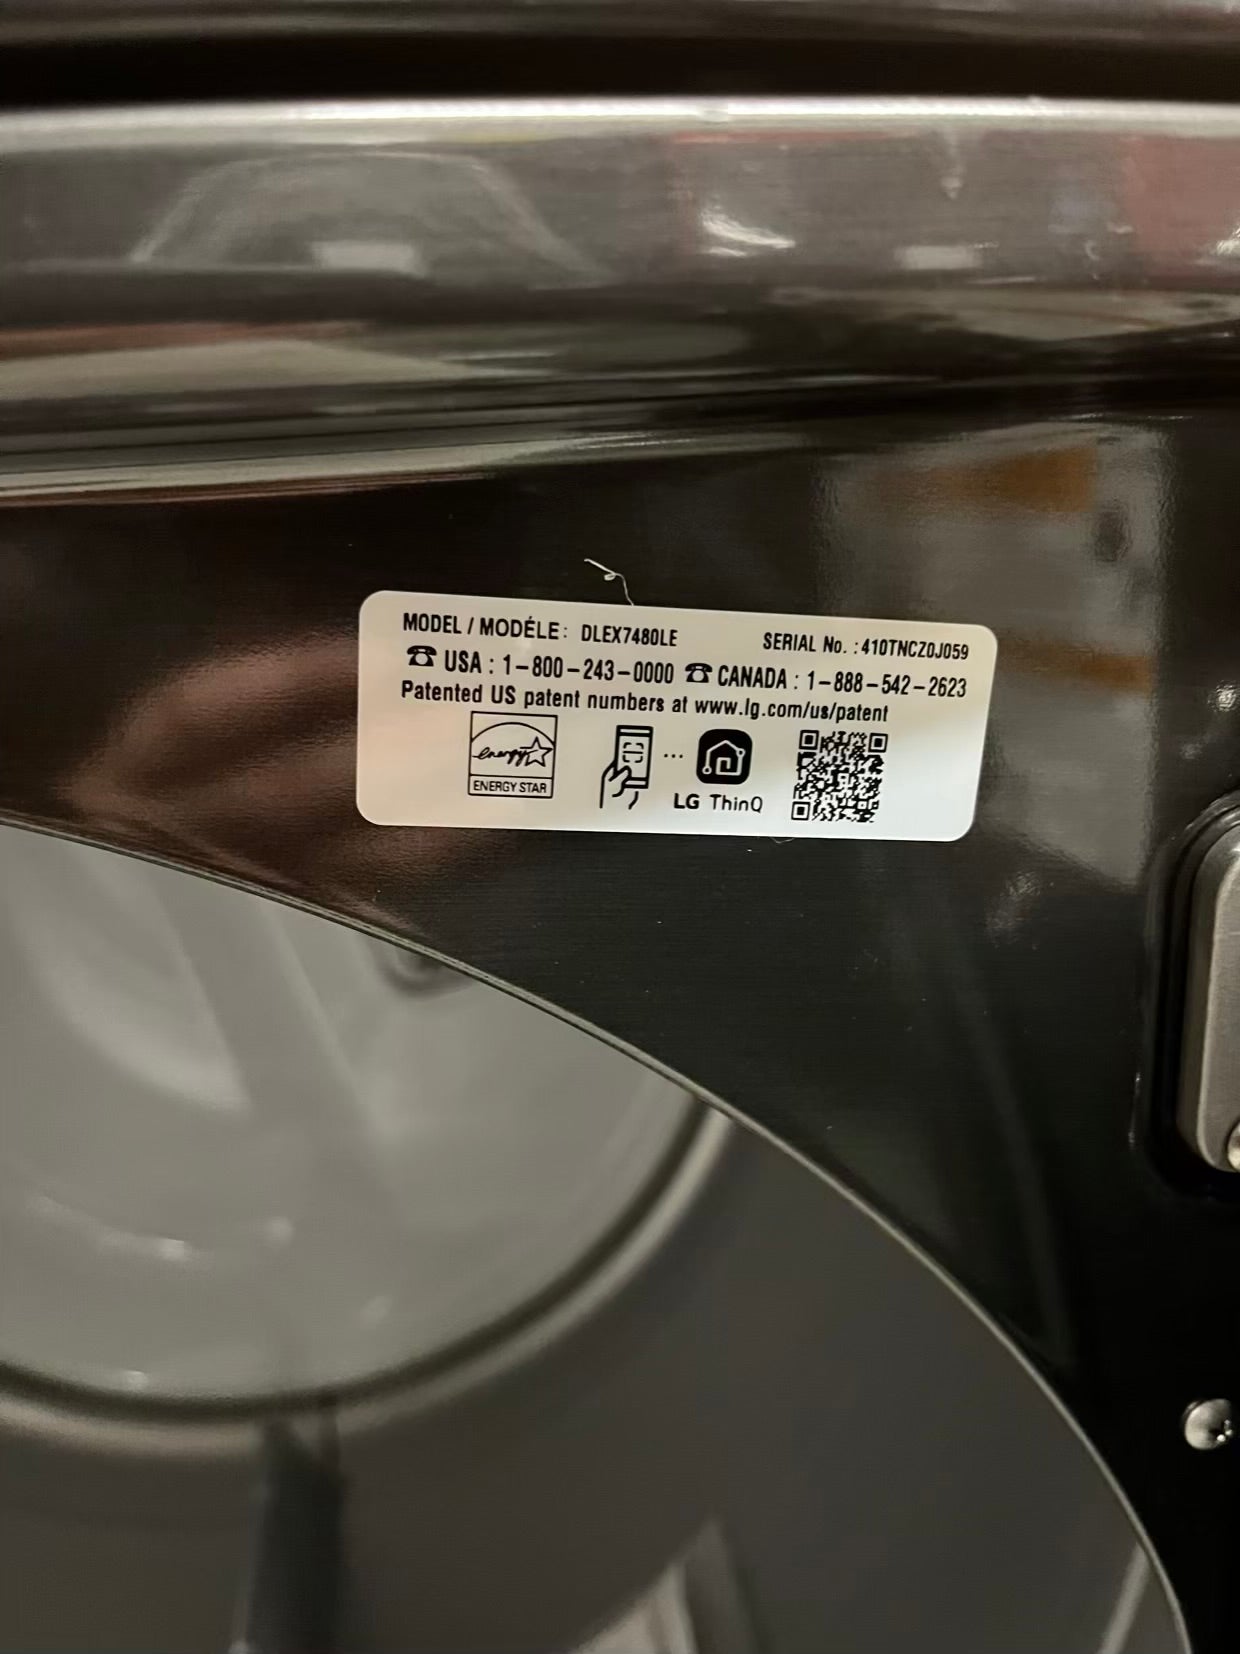 MODEL / MODÉLE : DLEX7480LE SERIAL No. : 410TNCZ0J059
☎ USA : 1-800-243-0000 ☎ CANADA : 1-888-542-2623
Patented US patent numbers at www.lg.com/us/patent
energy
ENERGY STAR
LG ThinQ